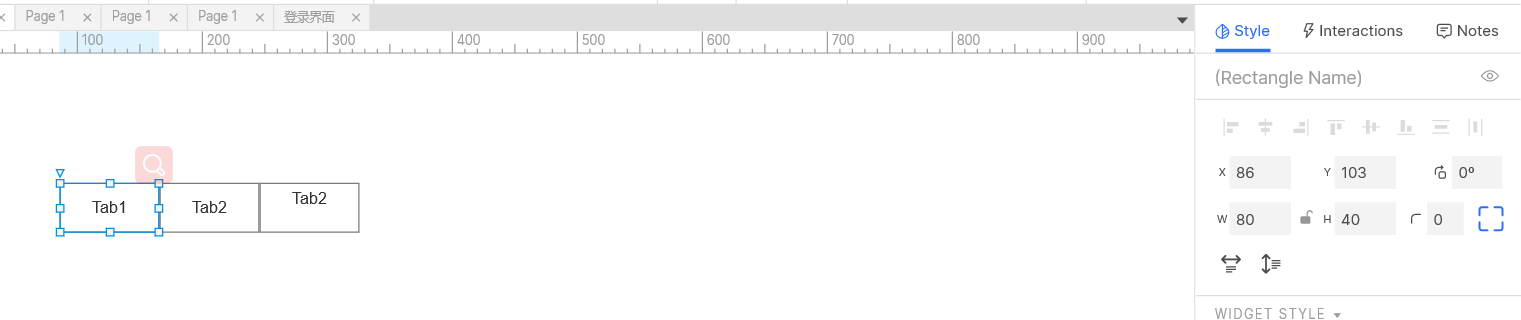 Page 1 Page 1 Page 1 登录界面
100 200 300 400 500 600 700 800 900
Style Interactions Notes
(Rectangle Name)
X 86 Y 103 0º
W 80 H 40 0
Tab1 Tab2 Tab2
WIDGET STYLE